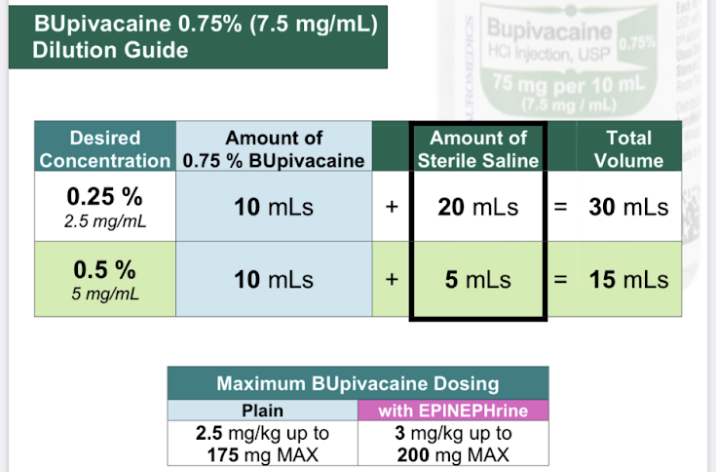 BUpivacaine 0.75% (7.5 mg/mL)
Dilution Guide
Bupivacaine
HCl Injection, USP
0.75%
75 mg per 10 mL
(7.5 mg / mL)
Desired Concentration
Amount of 0.75 % BUpivacaine
Amount of Sterile Saline
Total Volume
0.25 %
2.5 mg/mL
10 mLs + 20 mLs = 30 mLs
0.5 %
5 mg/mL
10 mLs + 5 mLs = 15 mLs
Maximum BUpivacaine Dosing
Plain
with EPINEPHrine
2.5 mg/kg up to
175 mg MAX
3 mg/kg up to
200 mg MAX